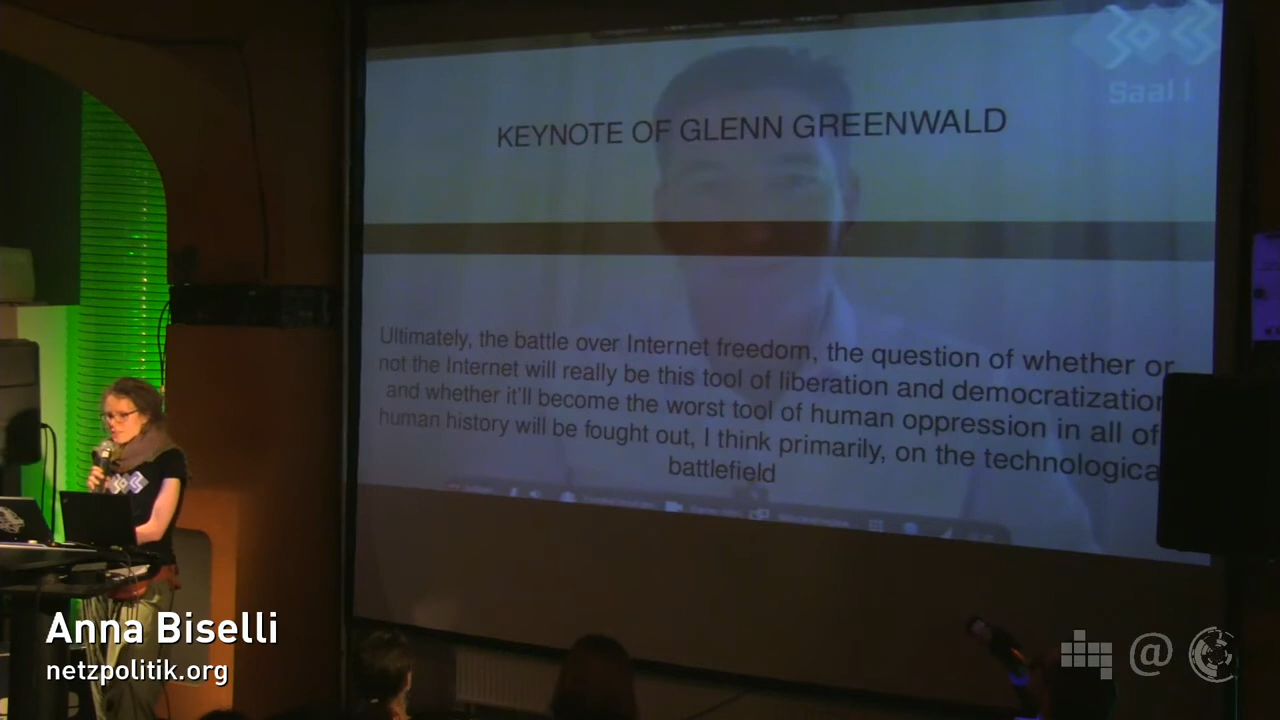 Saal 1
KEYNOTE OF GLENN GREENWALD
Ultimately, the battle over Internet freedom, the question of whether or
not the Internet will really be this tool of liberation and democratization
and whether it'll become the worst tool of human oppression in all of
human history will be fought out, I think primarily, on the technological
battlefield
Anna Biselli
netzpolitik.org
@